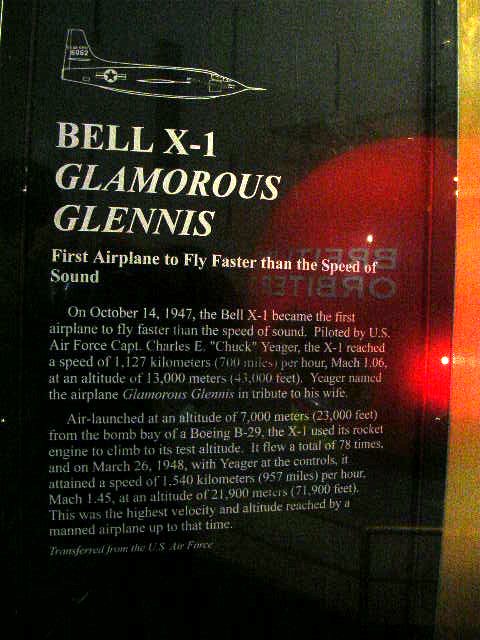 BELL X-1
GLAMOROUS
GLENNIS
First Airplane to Fly Faster than the Speed of
Sound
On October 14, 1947, the Bell X-1 became the first
airplane to fly faster than the speed of sound. Piloted by U.S.
Air Force Capt. Charles E. "Chuck" Yeager, the X-1 reached
a speed of 1,127 kilometers (700 miles) per hour, Mach 1.06,
at an altitude of 13,000 meters (43,000 feet). Yeager named
the airplane Glamorous Glennis in tribute to his wife.
Air-launched at an altitude of 7,000 meters (23,000 feet)
from the bomb bay of a Boeing B-29, the X-1 used its rocket
engine to climb to its test altitude. It flew a total of 78 times,
and on March 26, 1948, with Yeager at the controls, it
attained a speed of 1,540 kilometers (957 miles) per hour,
Mach 1.45, at an altitude of 21,900 meters (71,900 feet).
This was the highest velocity and altitude reached by a
manned airplane up to that time.
Transferred from the U.S. Air Force